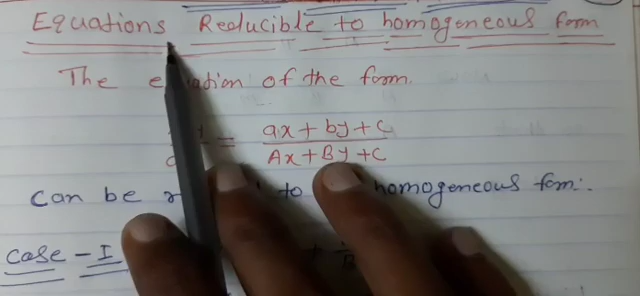 Equations Reducible to homogeneous form
The of the form.
= ax + by + c
Ax + By + C
can be to homogeneous form:.
case - I +